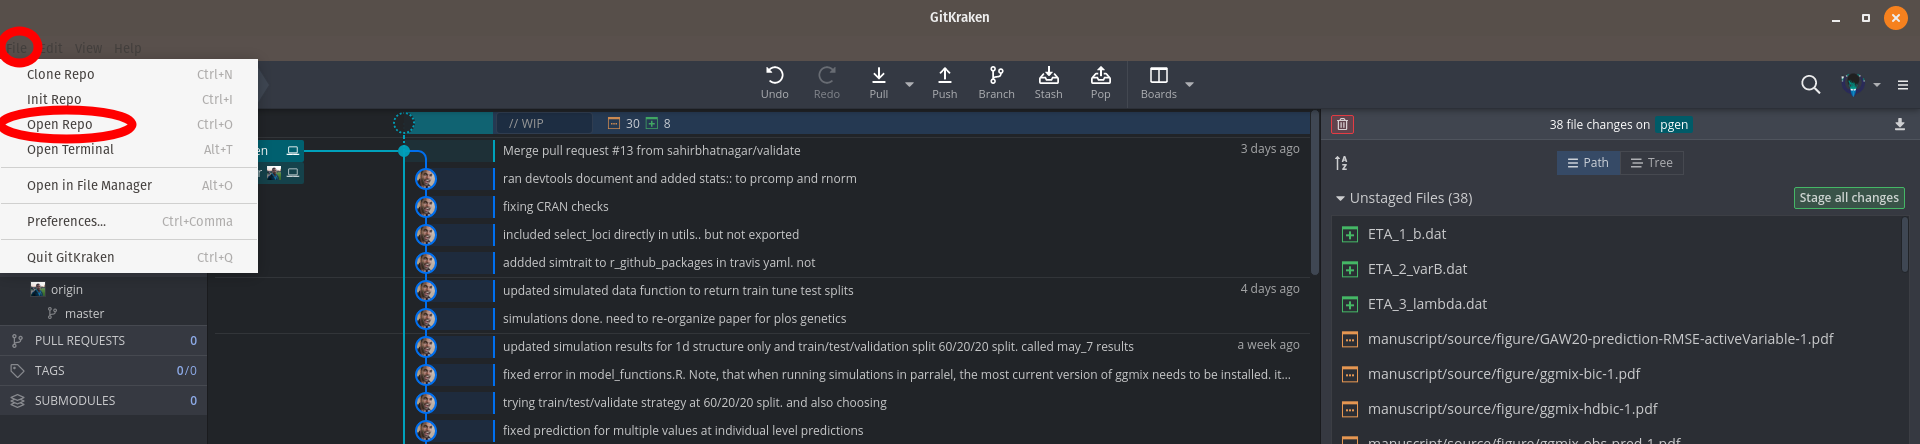 GitKraken
File Edit View Help
Clone Repo Ctrl+N
Init Repo Ctrl+I
Open Repo Ctrl+O
Open Terminal Alt+T
Open in File Manager Alt+O
Preferences... Ctrl+Comma
Quit GitKraken Ctrl+Q
origin
master
PULL REQUESTS 0
TAGS 0/0
SUBMODULES 0
Undo Redo Pull Push Branch Stash Pop Boards
// WIP 30 8
Merge pull request #13 from sahirbhatnagar/validate 3 days ago
ran devtools document and added stats:: to prcomp and rnorm
fixing CRAN checks
included select_loci directly in utils.. but not exported
addded simtrait to r_github_packages in travis yaml. not
updated simulated data function to return train tune test splits 4 days ago
simulations done. need to re-organize paper for plos genetics
updated simulation results for 1d structure only and train/test/validation split 60/20/20 split. called may_7 results a week ago
fixed error in model_functions.R. Note, that when running simulations in parralel, the most current version of ggmix needs to be installed. it...
trying train/test/validate strategy at 60/20/20 split. and also choosing
fixed prediction for multiple values at individual level predictions
38 file changes on pgen
Path Tree
Unstaged Files (38) Stage all changes
ETA_1_b.dat
ETA_2_varB.dat
ETA_3_lambda.dat
manuscript/source/figure/GAW20-prediction-RMSE-activeVariable-1.pdf
manuscript/source/figure/ggmix-bic-1.pdf
manuscript/source/figure/ggmix-hdbic-1.pdf
manuscript/source/figure/ggmix-obs-pred-1.pdf